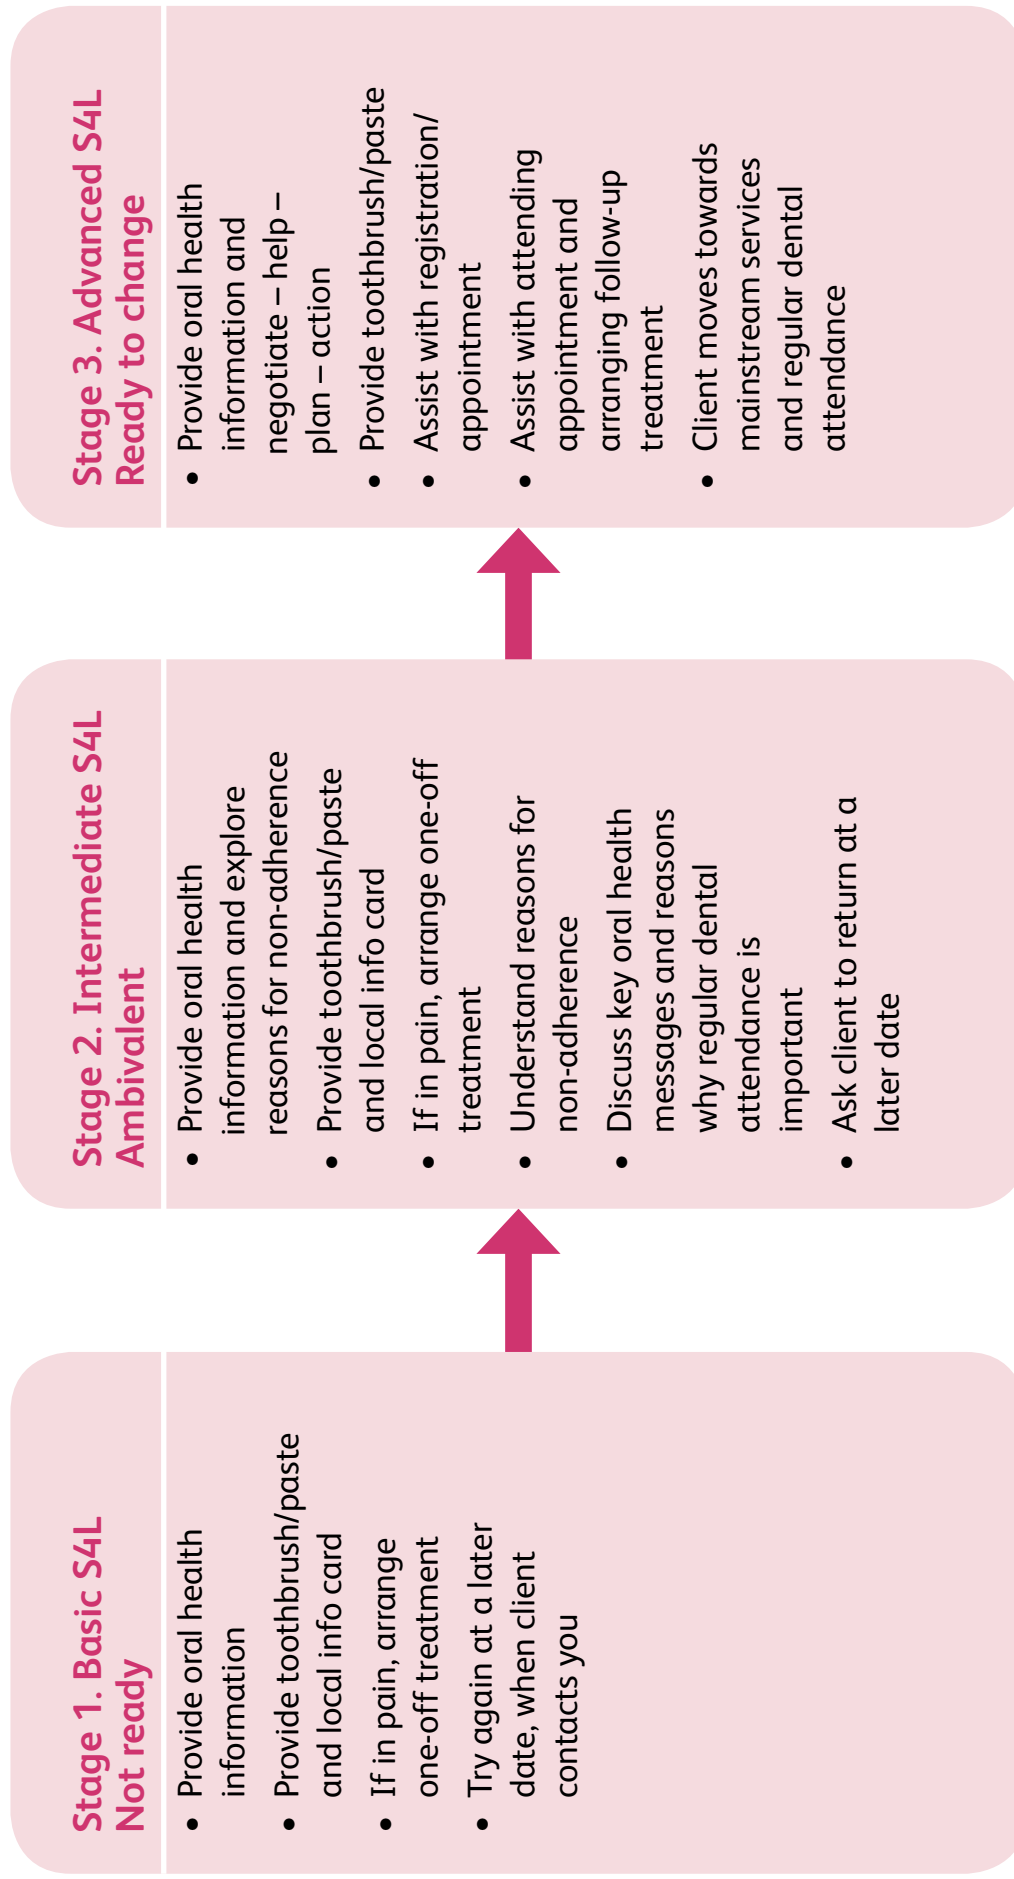 Stage 1. Basic S4L
Not ready
• Provide oral health
information
• Provide toothbrush/paste
and local info card
• If in pain, arrange
one-off treatment
• Try again at a later
date, when client
contacts you
Stage 2. Intermediate S4L
Ambivalent
• Provide oral health
information and explore
reasons for non-adherence
• Provide toothbrush/paste
and local info card
• If in pain, arrange one-off
treatment
• Understand reasons for
non-adherence
• Discuss key oral health
messages and reasons
why regular dental
attendance is
important
• Ask client to return at a
later date
Stage 3. Advanced S4L
Ready to change
• Provide oral health
information and
negotiate – help –
plan – action
• Provide toothbrush/paste
• Assist with registration/
appointment
• Assist with attending
appointment and
arranging follow-up
treatment
• Client moves towards
mainstream services
and regular dental
attendance